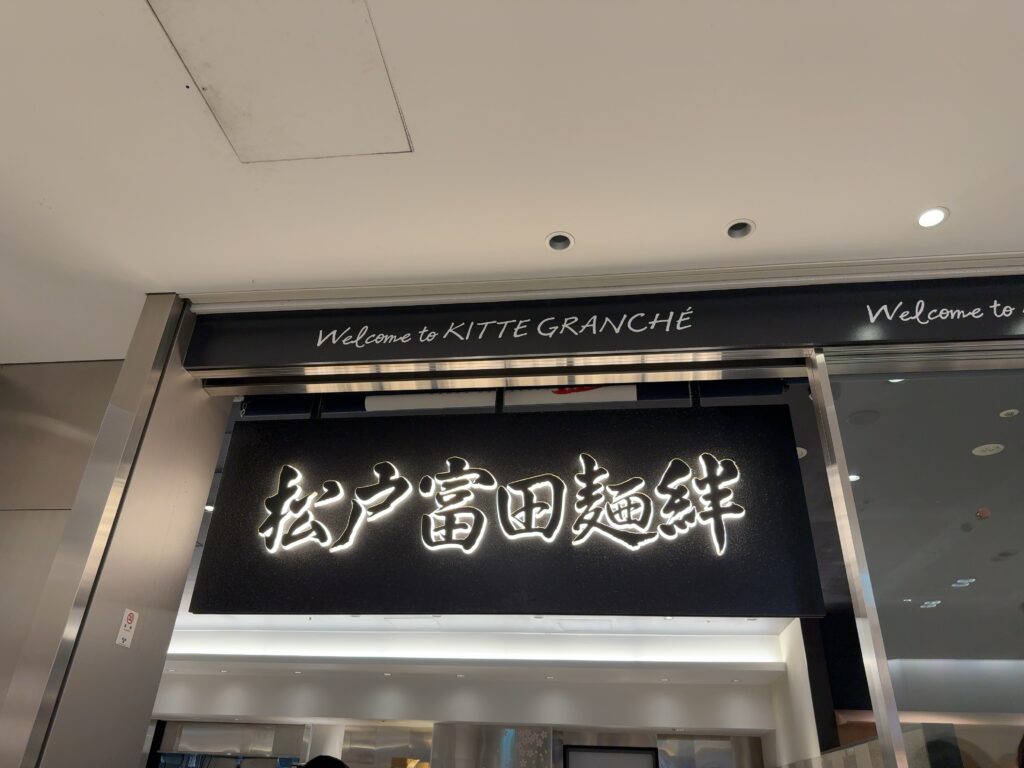 Welcome to KITTE GRANCHÉ
Welcome to
松戸富田麺絆